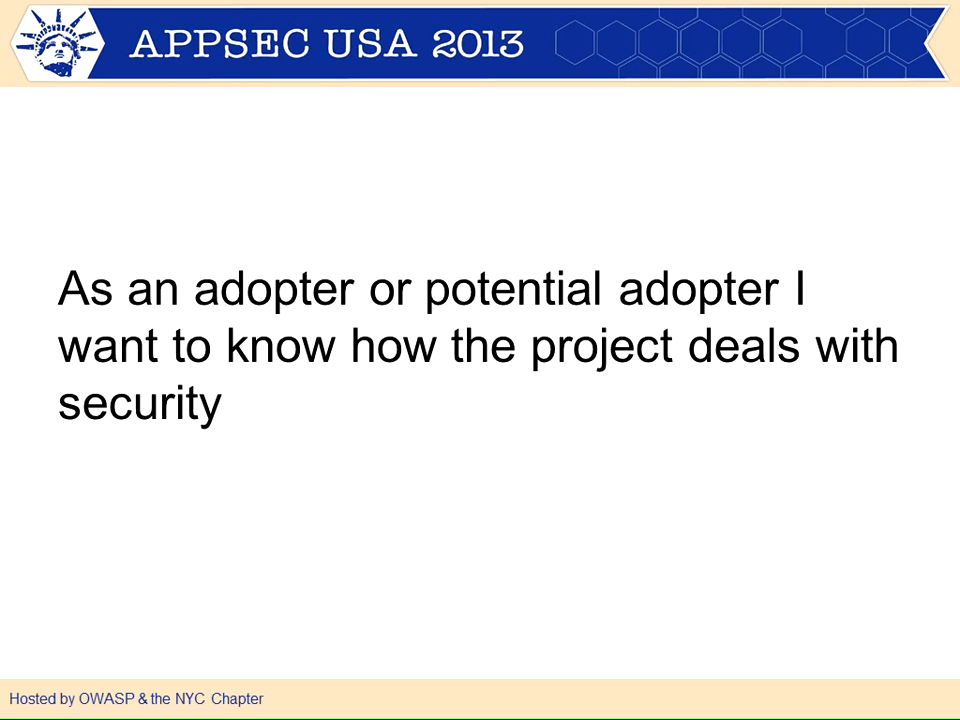 APPSEC USA 2013
As an adopter or potential adopter I
want to know how the project deals with
security
Hosted by OWASP & the NYC Chapter